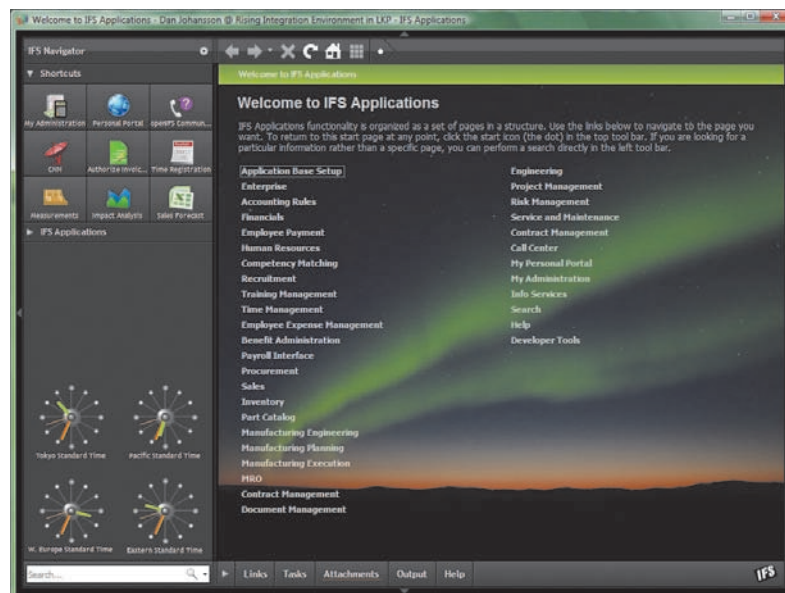 Welcome to IFS Applications - Dan Johansson @ Rising Integration Environment in LKP - IFS Applications
IFS Navigator
Shortcuts
My Administration
Personal Portal
openIFS Commun...
CNN
Authorize Invoic...
Time Registration
Measurements
Impact Analysis
Sales Forecast
IFS Applications
Tokyo Standard Time
Pacific Standard Time
W. Europe Standard Time
Eastern Standard Time
Search...
Welcome to IFS Applications
Welcome to IFS Applications
IFS Applications functionality is organized as a set of pages in a structure. Use the links below to navigate to the page you
want. To return to this start page at any point, click the start icon (the dot) in the top tool bar. If you are looking for a
particular information rather than a specific page, you can perform a search directly in the left tool bar.
Application Base Setup
Enterprise
Accounting Rules
Financials
Employee Payment
Human Resources
Competency Matching
Recruitment
Training Management
Time Management
Employee Expense Management
Benefit Administration
Payroll Interface
Procurement
Sales
Inventory
Part Catalog
Manufacturing Engineering
Manufacturing Planning
Manufacturing Execution
MRO
Contract Management
Document Management
Engineering
Project Management
Risk Management
Service and Maintenance
Contract Management
Call Center
My Personal Portal
My Administration
Info Services
Search
Help
Developer Tools
Links
Tasks
Attachments
Output
Help
IFS